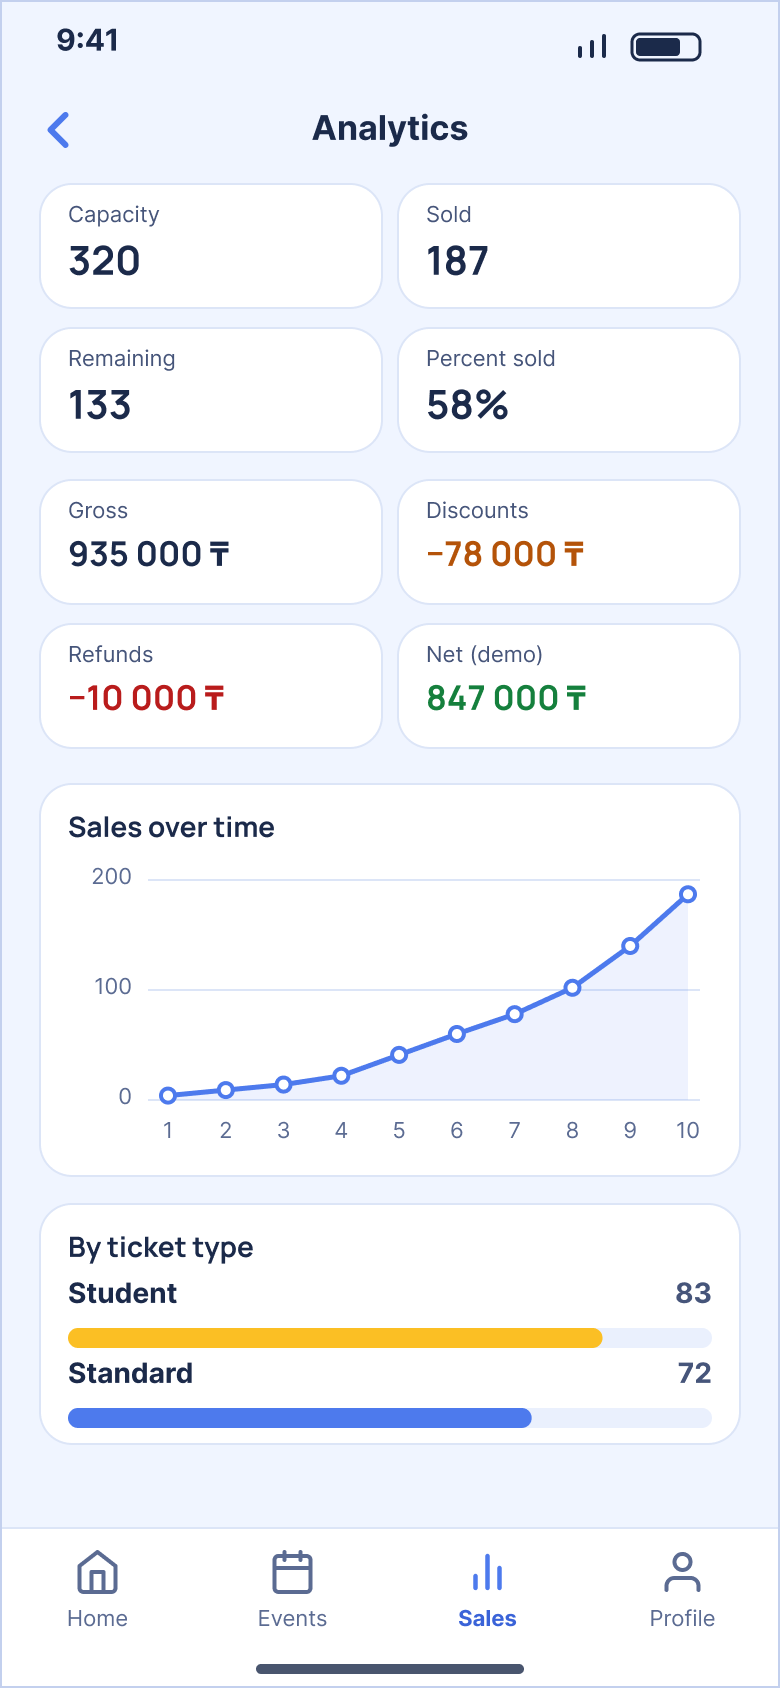 9:41
Analytics
Capacity
320
Sold
187
Remaining
133
Percent sold
58%
Gross
935 000 ₸
Discounts
−78 000 ₸
Refunds
−10 000 ₸
Net (demo)
847 000 ₸
Sales over time
200
100
0
1 2 3 4 5 6 7 8 9 10
By ticket type
Student 83
Standard 72
Home Events Sales Profile